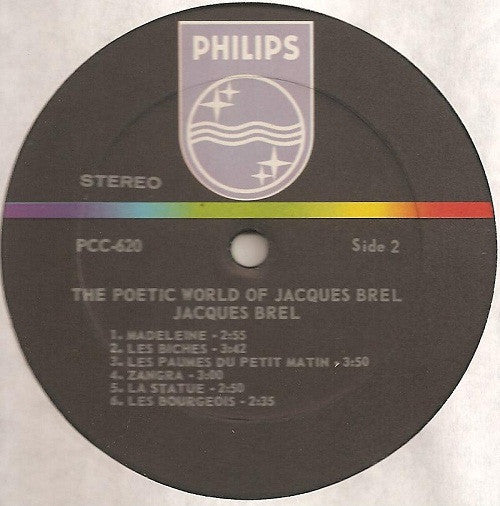 PHILIPS
STEREO
PCC-620 Side 2
THE POETIC WORLD OF JACQUES BREL
JACQUES BREL
1. MADELEINE - 2:55
2. LES BICHES - 3:42
3. LES PAUMES DU PETIT MATIN - 3:50
4. ZANGRA - 3:00
5. LA STATUE - 2:50
6. LES BOURGEOIS - 2:35